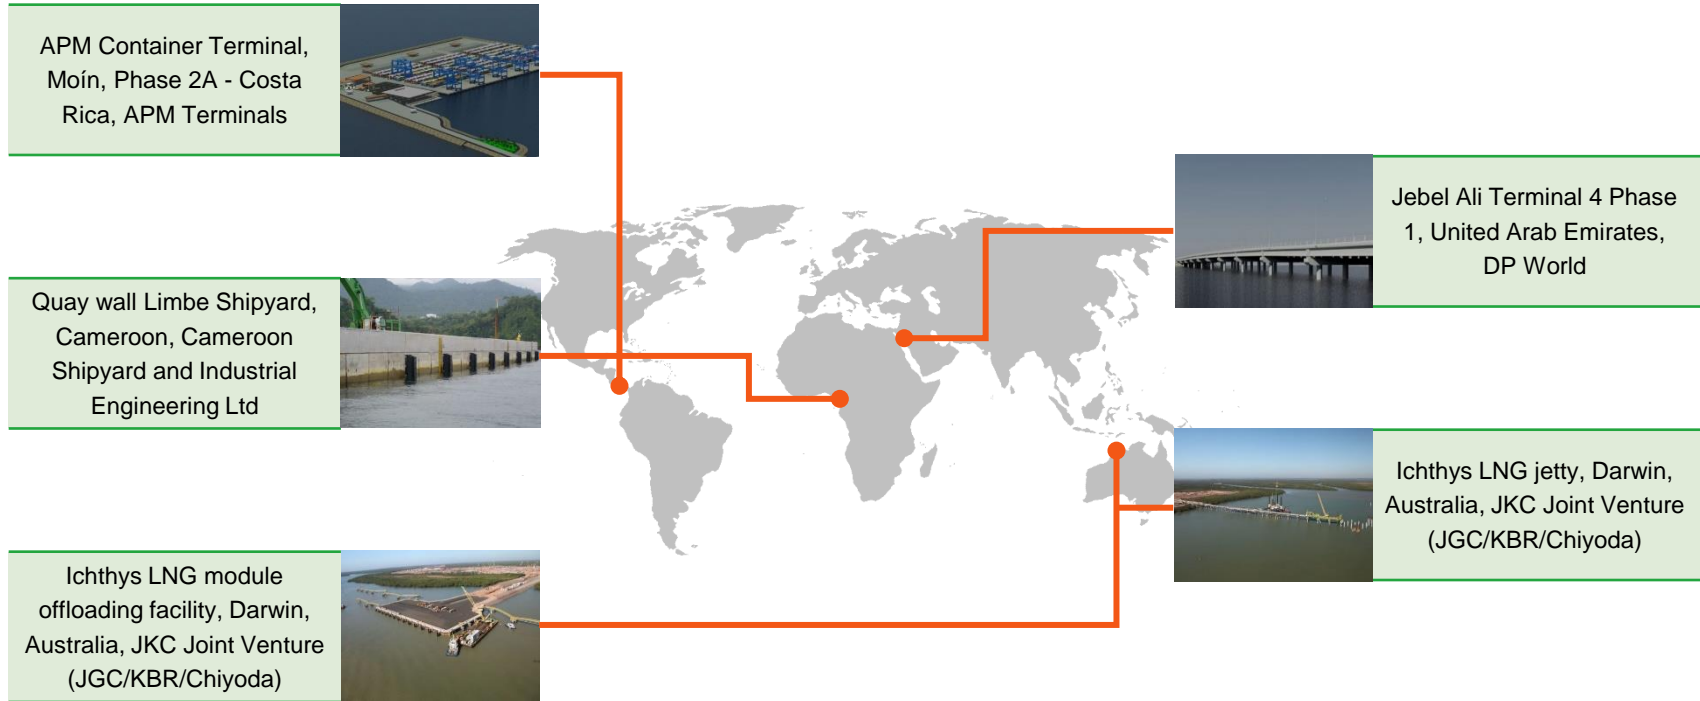 APM Container Terminal,
Moín, Phase 2A - Costa
Rica, APM Terminals
Jebel Ali Terminal 4 Phase
1, United Arab Emirates,
DP World
Quay wall Limbe Shipyard,
Cameroon, Cameroon
Shipyard and Industrial
Engineering Ltd
Ichthys LNG jetty, Darwin,
Australia, JKC Joint Venture
(JGC/KBR/Chiyoda)
Ichthys LNG module
offloading facility, Darwin,
Australia, JKC Joint Venture
(JGC/KBR/Chiyoda)